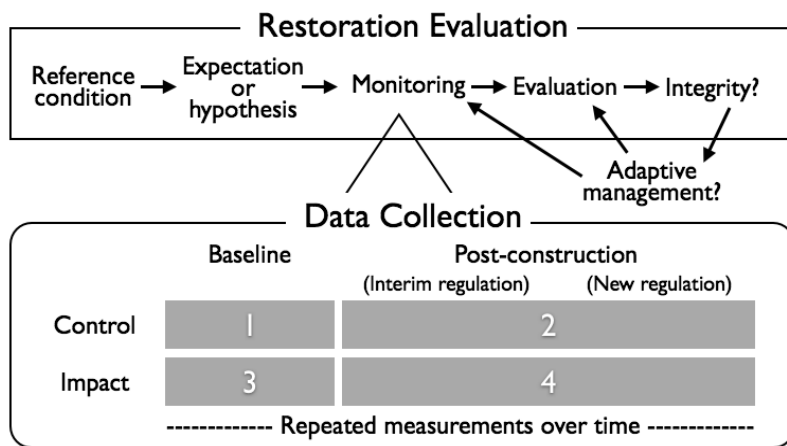 Restoration Evaluation
Reference condition
Expectation or hypothesis
Monitoring
Evaluation
Integrity?
Adaptive management?
Data Collection
Baseline
Post-construction
(Interim regulation)
(New regulation)
Control
1
2
Impact
3
4
------------- Repeated measurements over time -------------